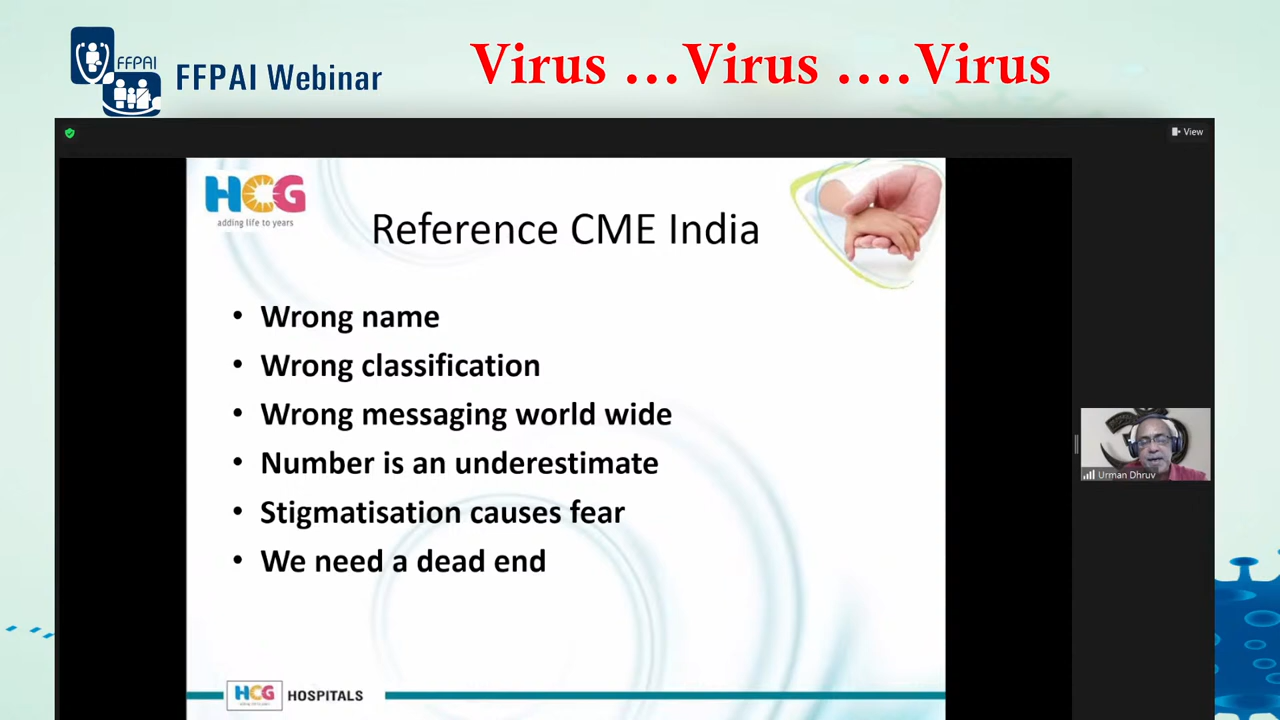 FFPAI
FFPAI Webinar
Virus ...Virus ....Virus
View
HCG
adding life to years
Reference CME India
• Wrong name
• Wrong classification
• Wrong messaging world wide
• Number is an underestimate
• Stigmatisation causes fear
• We need a dead end
Urman Dhruv
HCG
HOSPITALS